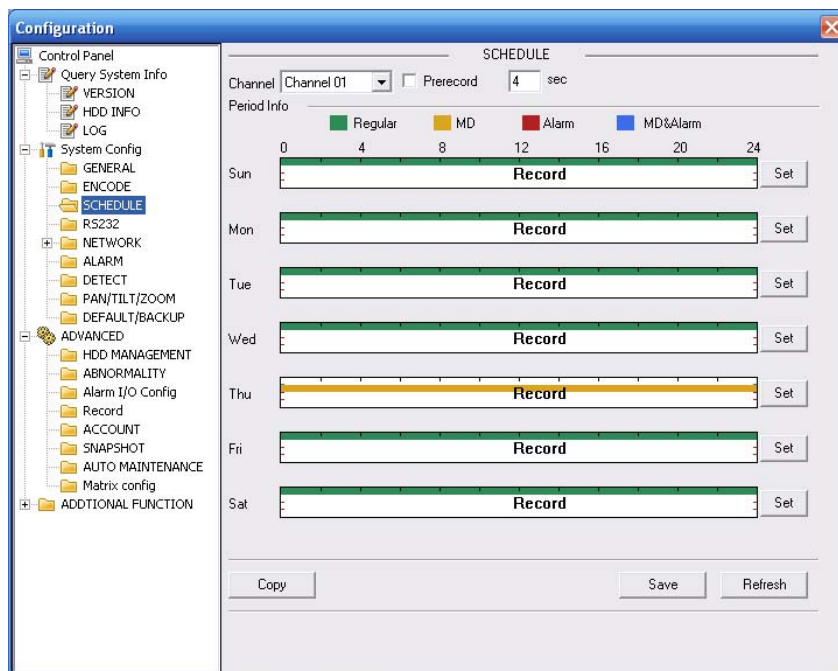 Configuration
Control Panel
Query System Info
VERSION
HDD INFO
LOG
System Config
GENERAL
ENCODE
SCHEDULE
RS232
NETWORK
ALARM
DETECT
PAN/TILT/ZOOM
DEFAULT/BACKUP
ADVANCED
HDD MANAGEMENT
ABNORMALITY
Alarm I/O Config
Record
ACCOUNT
SNAPSHOT
AUTO MAINTENANCE
Matrix config
ADDTIONAL FUNCTION
SCHEDULE
Channel Channel 01 Prerecord 4 sec
Period Info
Regular MD Alarm MD&Alarm
0 4 8 12 16 20 24
Sun Record Set
Mon Record Set
Tue Record Set
Wed Record Set
Thu Record Set
Fri Record Set
Sat Record Set
Copy Save Refresh